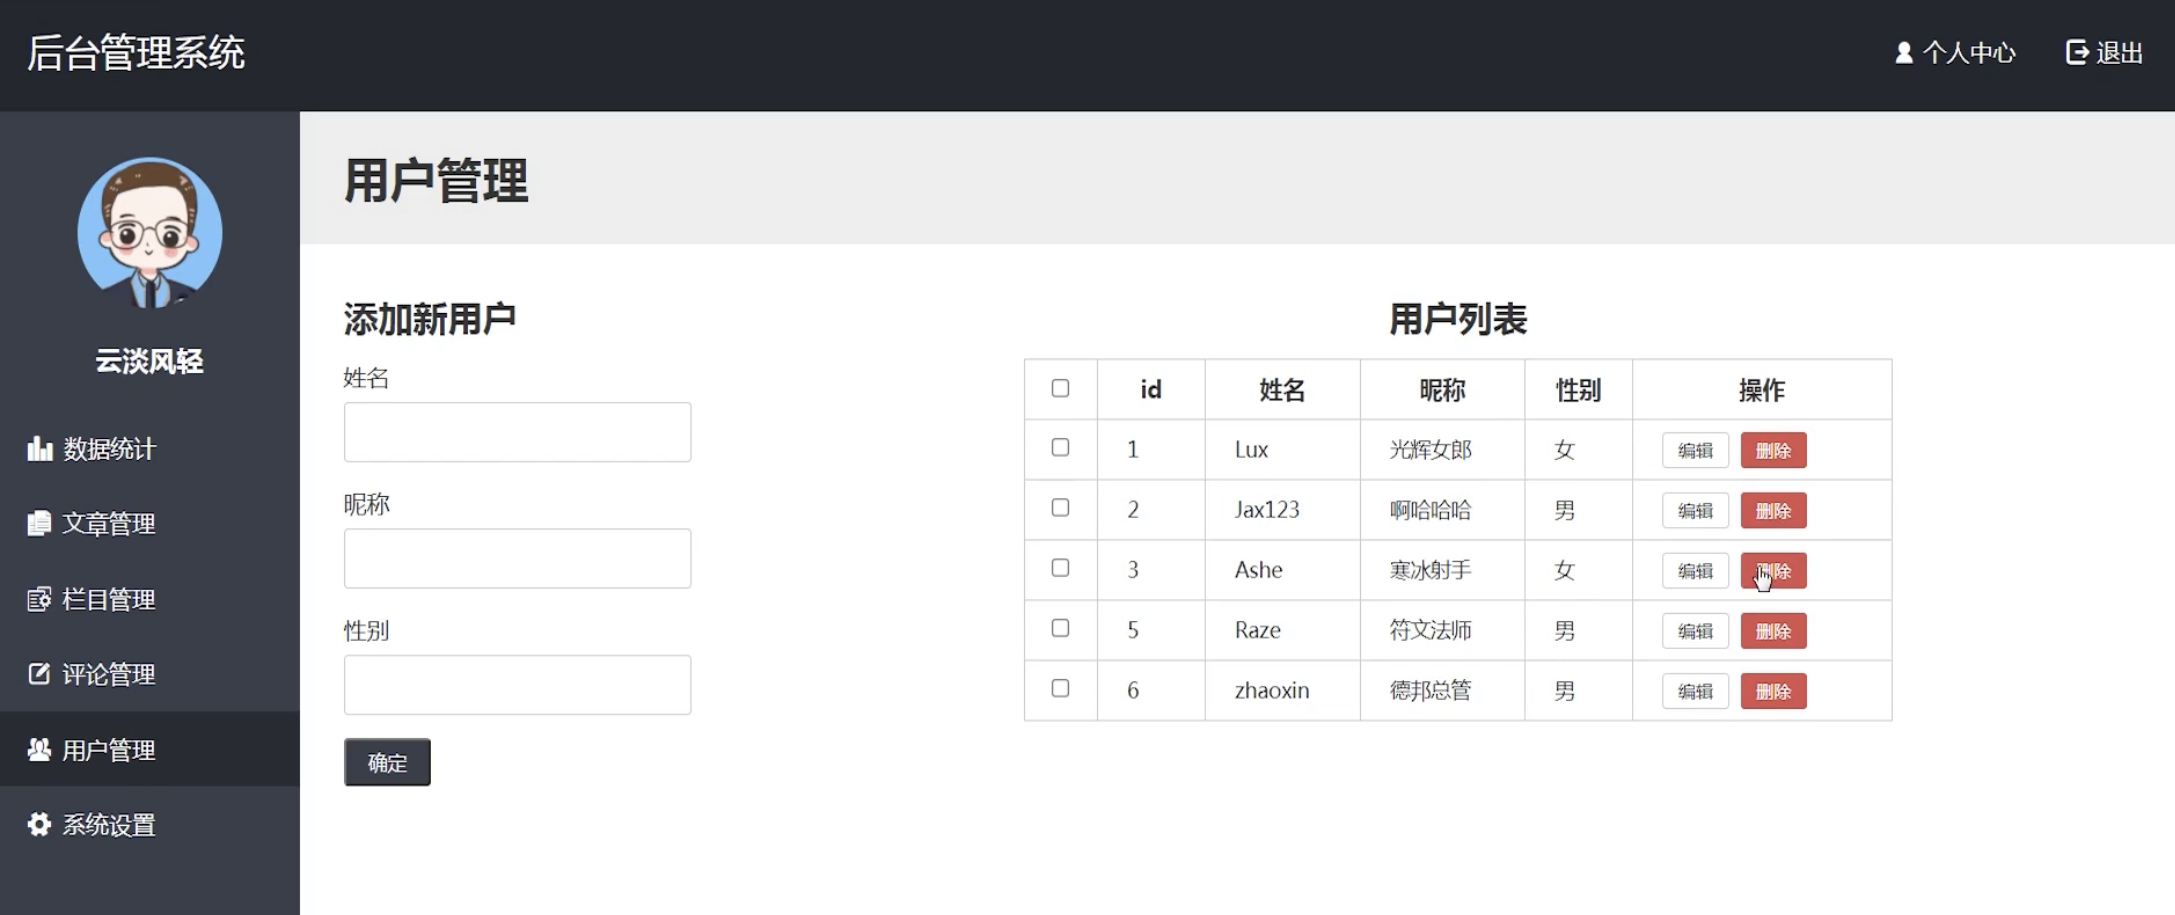 后台管理系统
个人中心 退出
云淡风轻
数据统计
文章管理
栏目管理
评论管理
用户管理
系统设置
用户管理
添加新用户
姓名
昵称
性别
确定
用户列表
id 姓名 昵称 性别 操作
1 Lux 光辉女郎 女 编辑 删除
2 Jax123 啊哈哈哈 男 编辑 删除
3 Ashe 寒冰射手 女 编辑 删除
5 Raze 符文法师 男 编辑 删除
6 zhaoxin 德邦总管 男 编辑 删除